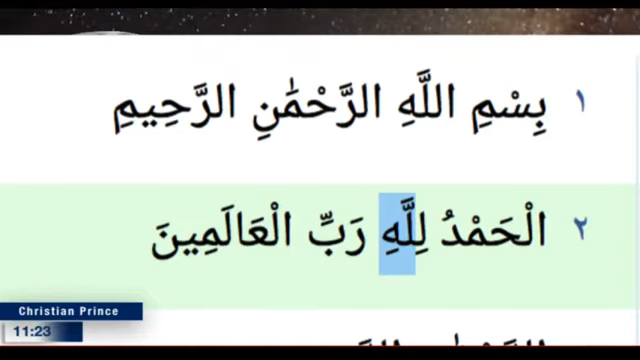 ١ بِسْمِ اللَّهِ الرَّحْمَٰنِ الرَّحِيمِ
٢ الْحَمْدُ لِلَّهِ رَبِّ الْعَالَمِينَ
Christian Prince
11:23